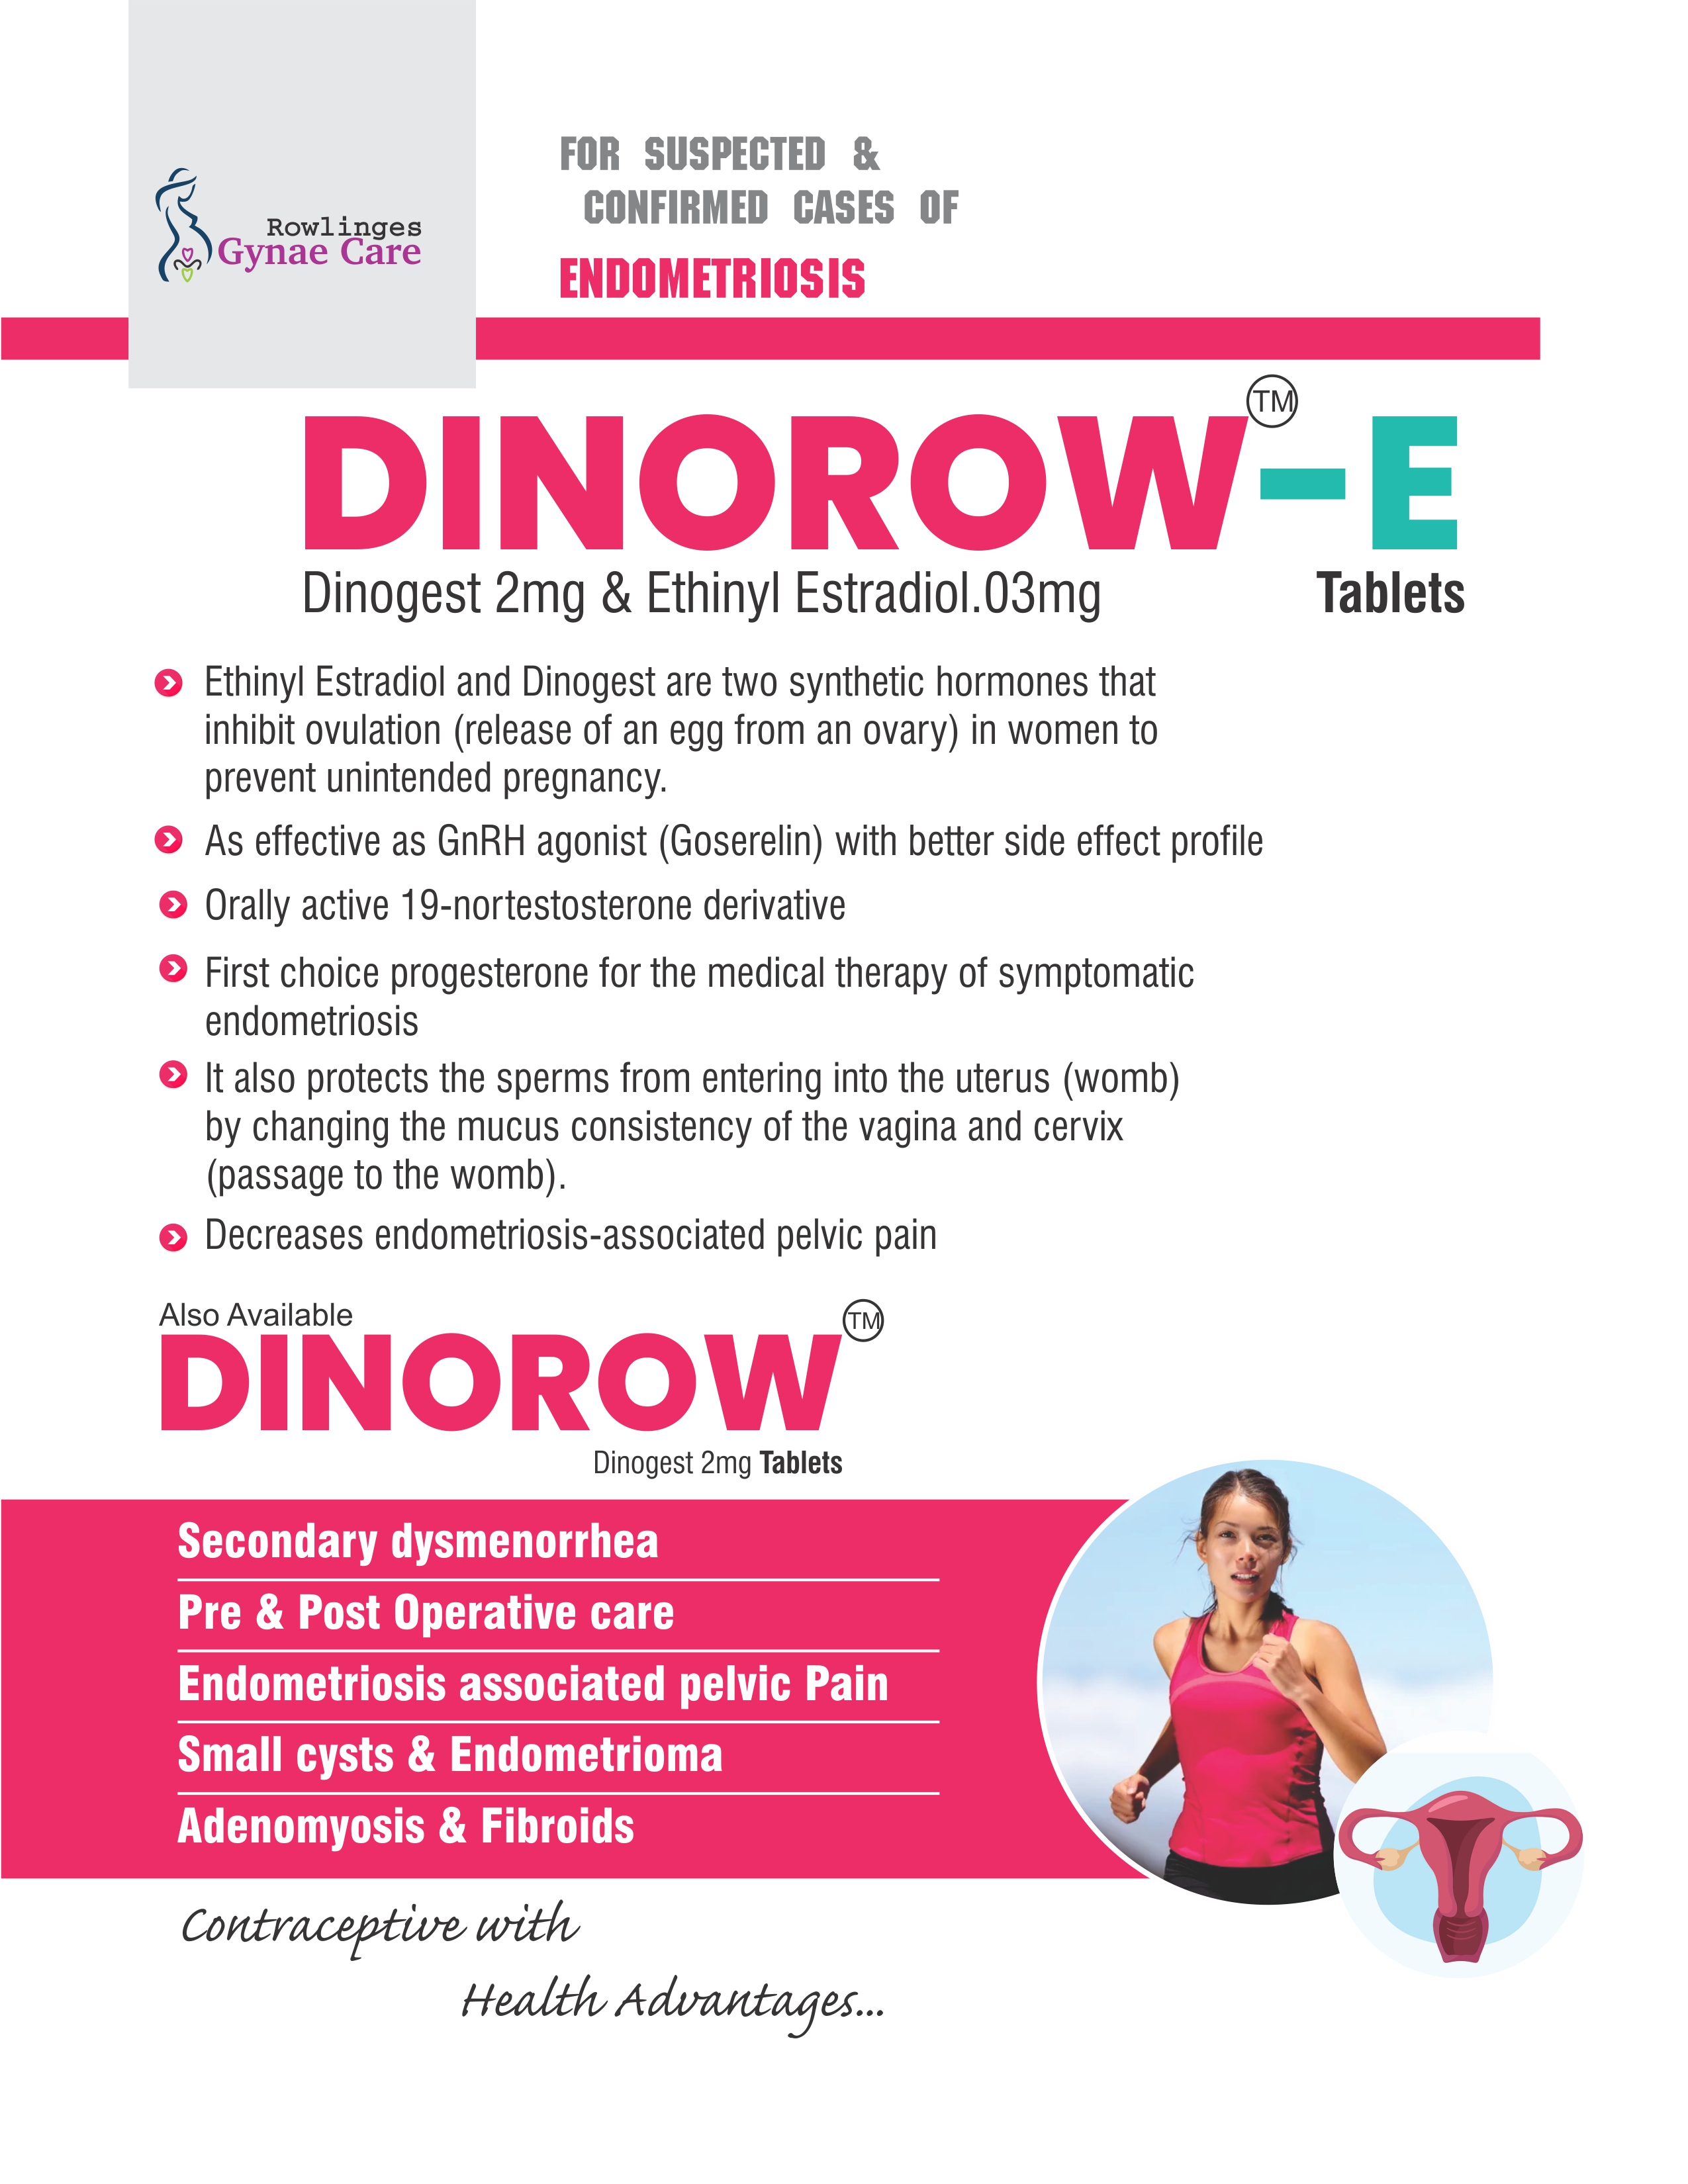 Rowlinges
Gynae Care
FOR SUSPECTED &
CONFIRMED CASES OF
ENDOMETRIOSIS
DINOROW™-E
Dinogest 2mg & Ethinyl Estradiol.03mg
Tablets
Ethinyl Estradiol and Dinogest are two synthetic hormones that
inhibit ovulation (release of an egg from an ovary) in women to
prevent unintended pregnancy.
As effective as GnRH agonist (Goserelin) with better side effect profile
Orally active 19-nortestosterone derivative
First choice progesterone for the medical therapy of symptomatic
endometriosis
It also protects the sperms from entering into the uterus (womb)
by changing the mucus consistency of the vagina and cervix
(passage to the womb).
Decreases endometriosis-associated pelvic pain
Also Available
DINOROW™
Dinogest 2mg Tablets
Secondary dysmenorrhea
Pre & Post Operative care
Endometriosis associated pelvic Pain
Small cysts & Endometrioma
Adenomyosis & Fibroids
Contraceptive with
Health Advantages...